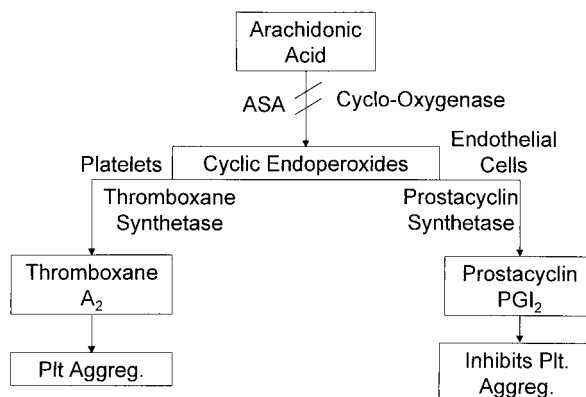 Arachidonic
Acid
ASA
Cyclo-Oxygenase
Platelets
Cyclic Endoperoxides
Endothelial
Cells
Thromboxane
Synthetase
Prostacyclin
Synthetase
Thromboxane
A₂
Prostacyclin
PGI₂
Plt Aggreg.
Inhibits Plt.
Aggreg.